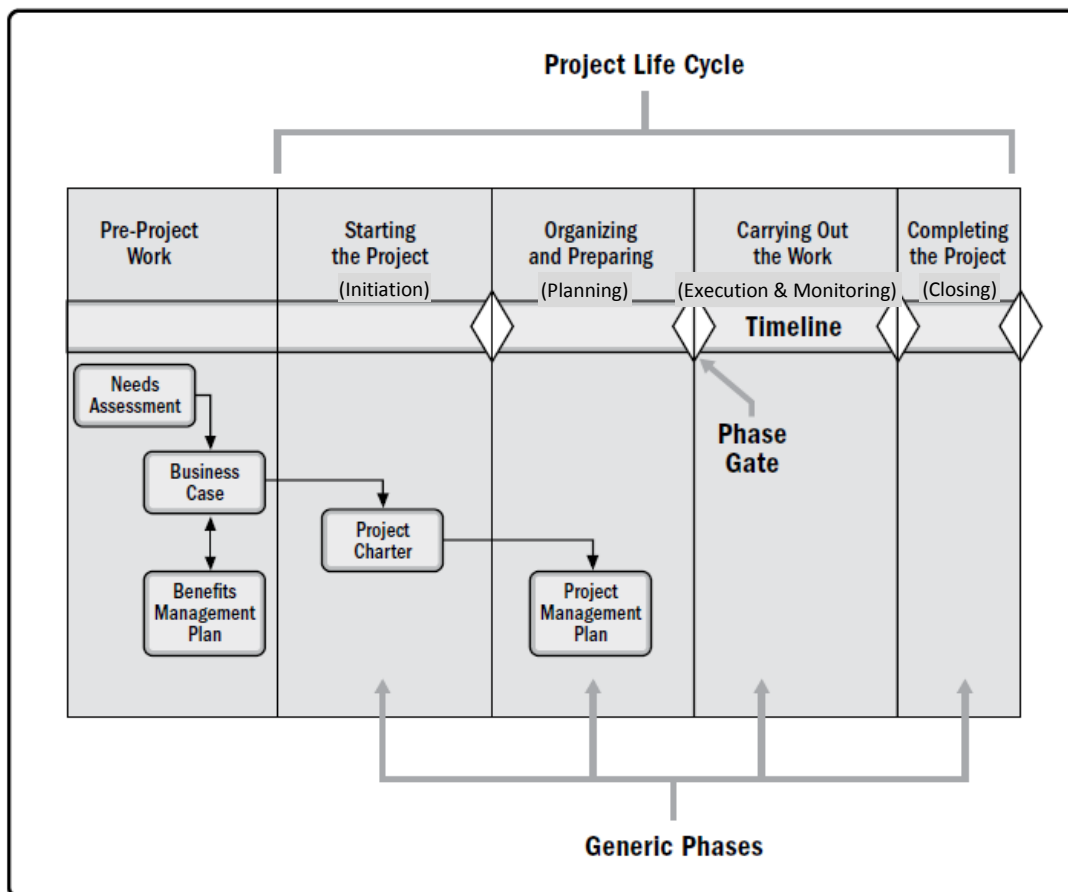 Project Life Cycle
Pre-Project
Work
Starting
the Project
(Initiation)
Organizing
and Preparing
(Planning)
Carrying Out
the Work
(Execution & Monitoring)
Completing
the Project
(Closing)
Timeline
Needs
Assessment
Business
Case
Benefits
Management
Plan
Project
Charter
Project
Management
Plan
Phase
Gate
Generic Phases